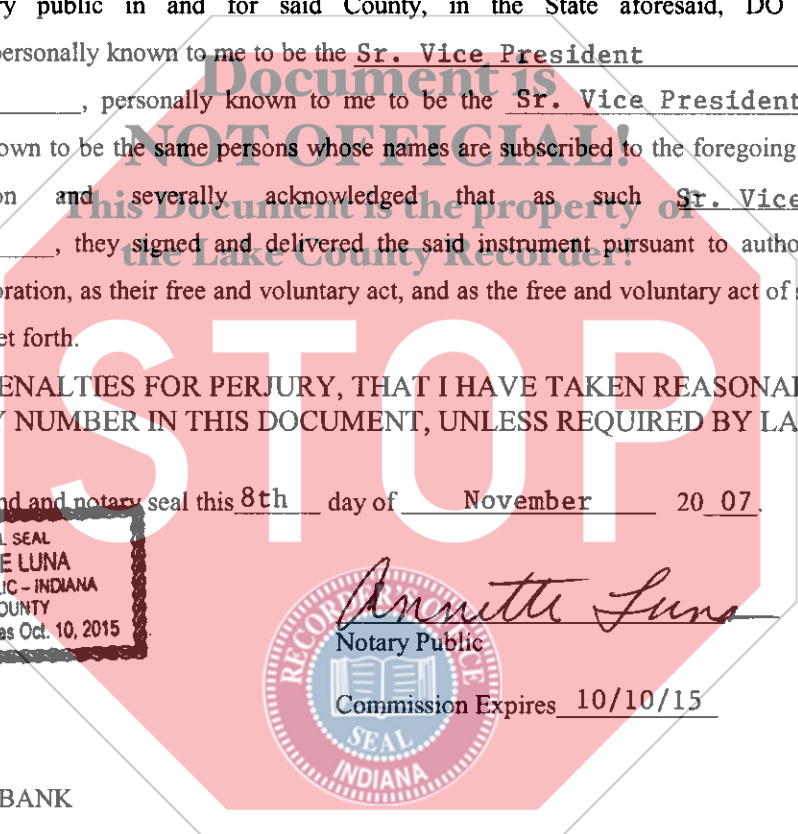 ry public in and for said County, in the State aforesaid, DO
personally known to me to be the Sr. Vice President
Document is
, personally known to me to be the Sr. Vice President
NOT OFFICIAL!
own to be the same persons whose names are subscribed to the foregoing
on and severally acknowledged that as such Sr. Vice
This Document is the property of
, they signed and delivered the said instrument pursuant to autho
the Lake County Recorder!
oration, as their free and voluntary act, and as the free and voluntary act of s
et forth.
STOP
ENALTIES FOR PERJURY, THAT I HAVE TAKEN REASONA
Y NUMBER IN THIS DOCUMENT, UNLESS REQUIRED BY LA
nd and notary seal this 8th day of November 20 07.
L SEAL
E LUNA
IC - INDIANA
OUNTY
es Oct. 10, 2015
Annette Luna
Notary Public
Commission Expires 10/10/15
SEAL
INDIANA
BANK